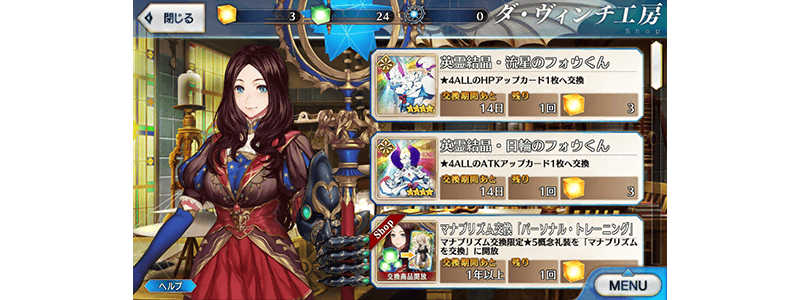 閉じる
3
24
0
ダ・ヴィンチ工房
Shop
英霊結晶・流星のフォウくん
★4ALLのHPアップカード1枚へ交換
交換期間あと 残り
14日 1回 3
英霊結晶・日輪のフォウくん
★4ALLのATKアップカード1枚へ交換
交換期間あと 残り
14日 1回 3
Shop
交換商品開放
マナプリズム交換「パーソナル・トレーニング」
マナプリズム交換限定★5概念礼装を「マナプリズム
を交換」に開放
交換期間あと 残り
1年以上 1回
ヘルプ
MENU